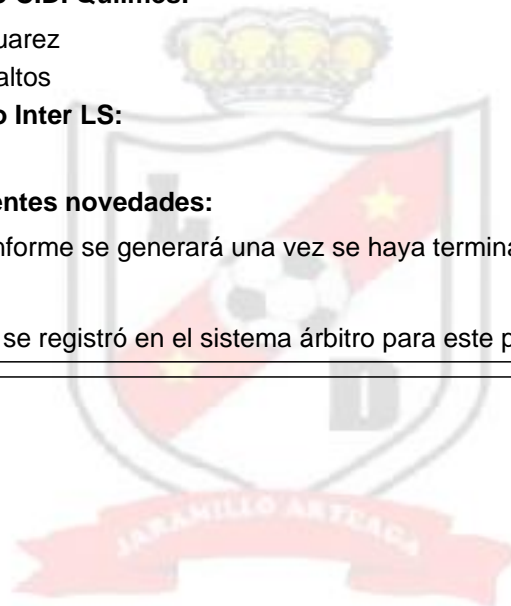 C.D. Quilmes:
uarez
altos
o Inter LS:
entes novedades:
nforme se generará una vez se haya termina
se registró en el sistema árbitro para este p
L
D
JARAMILLO ARTEAGA